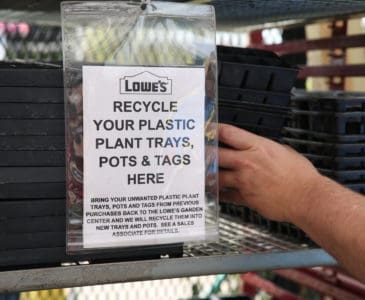 LOWE'S
RECYCLE
YOUR PLASTIC
PLANT TRAYS,
POTS & TAGS
HERE
BRING YOUR UNWANTED PLASTIC PLANT
TRAYS, POTS AND TAGS FROM PREVIOUS
PURCHASES BACK TO THE LOWE'S GARDEN
CENTER AND WE WILL RECYCLE THEM INTO
NEW TRAYS AND POTS. SEE A SALES
ASSOCIATE FOR DETAILS.